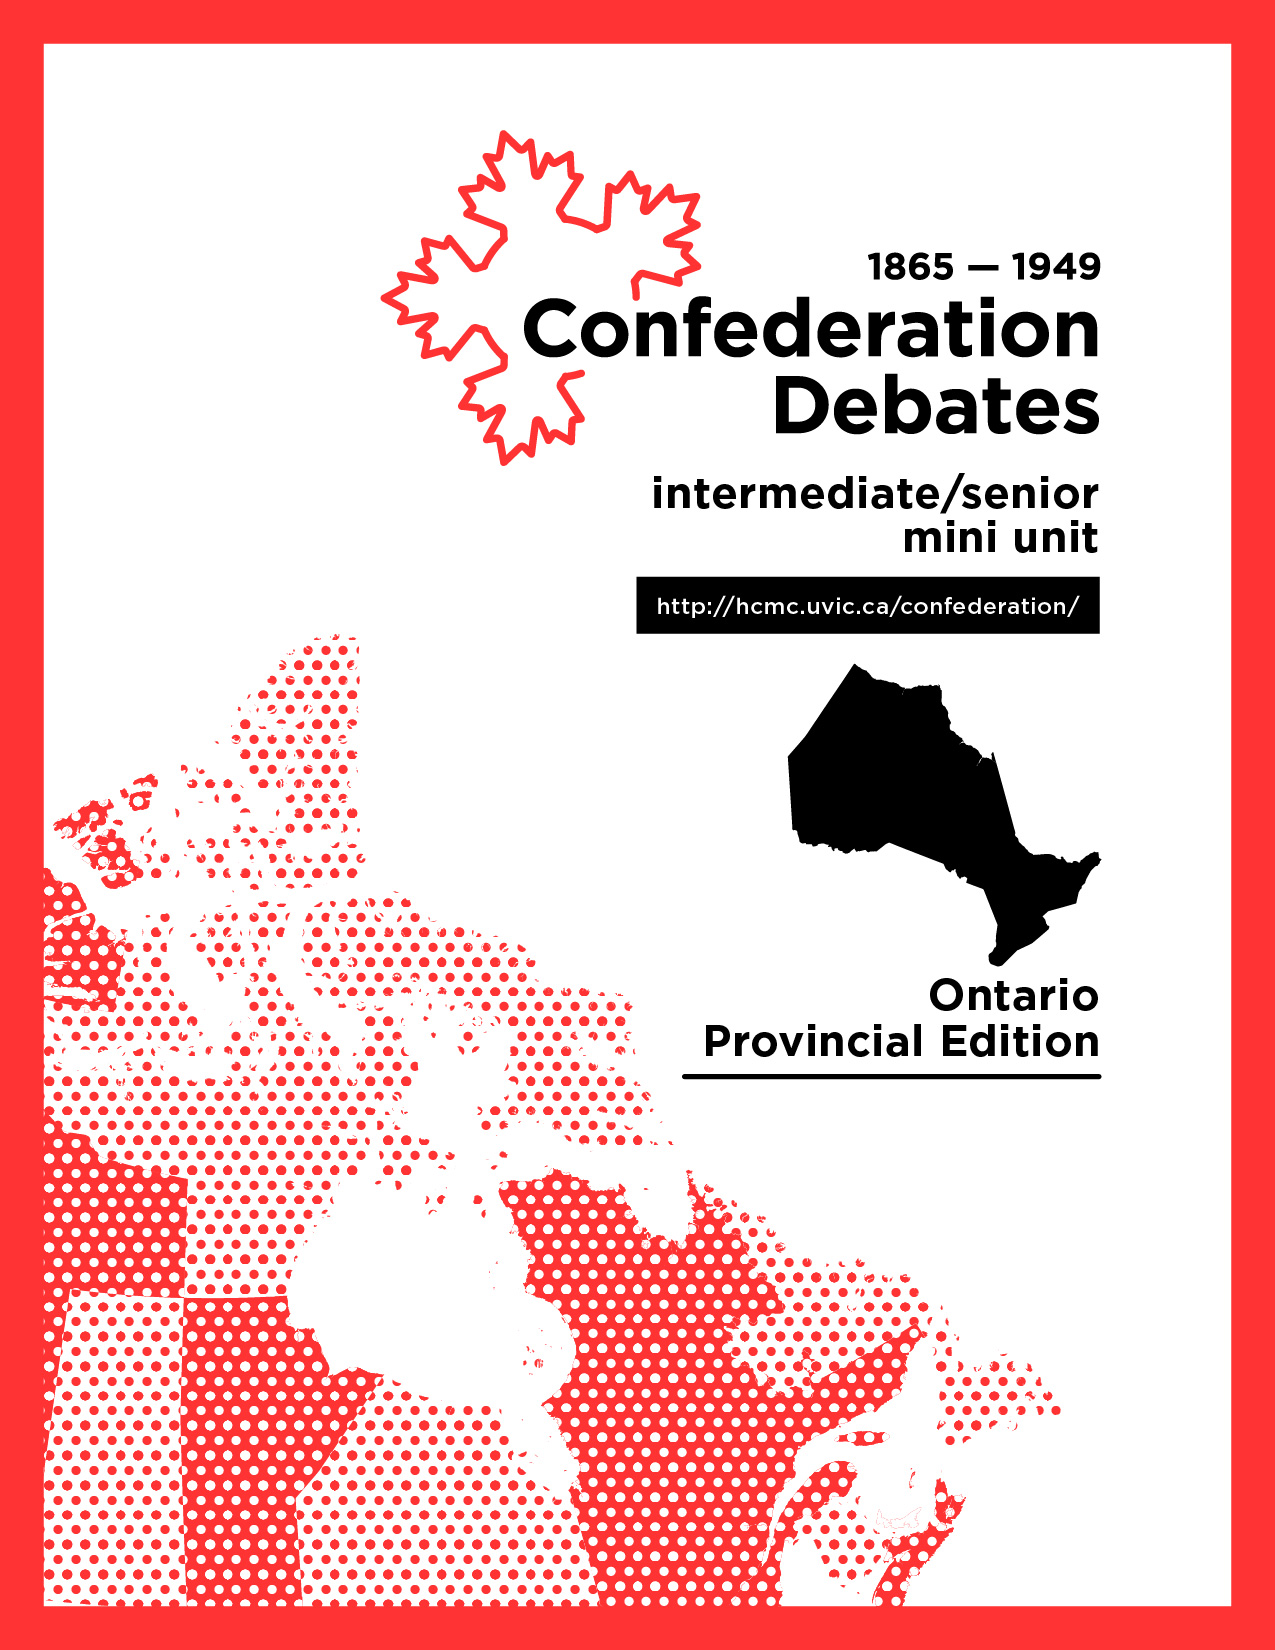 1865 — 1949
Confederation
Debates
intermediate/senior
mini unit
http://hcmc.uvic.ca/confederation/
Ontario
Provincial Edition